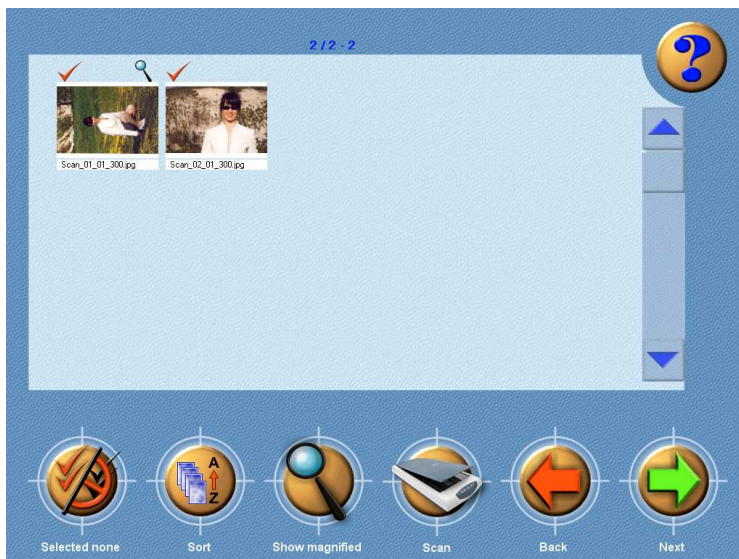 2 / 2 - 2
?
Scan_01_01_300.jpg
Scan_02_01_300.jpg
A
Z
Selected none
Sort
Show magnified
Scan
Back
Next